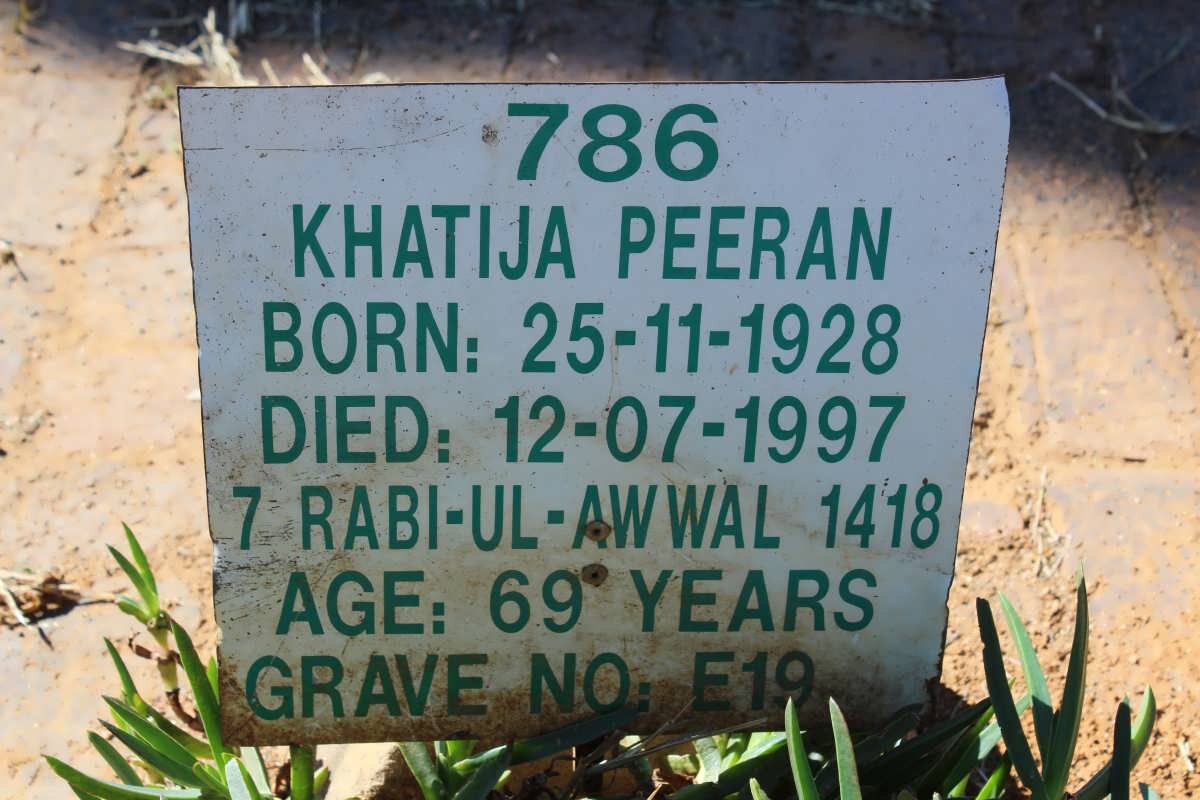 786
KHATIJA PEERAN
BORN: 25-11-1928
DIED: 12-07-1997
7 RABI-UL-AWWAL 1418
AGE: 69 YEARS
GRAVE NO: E19